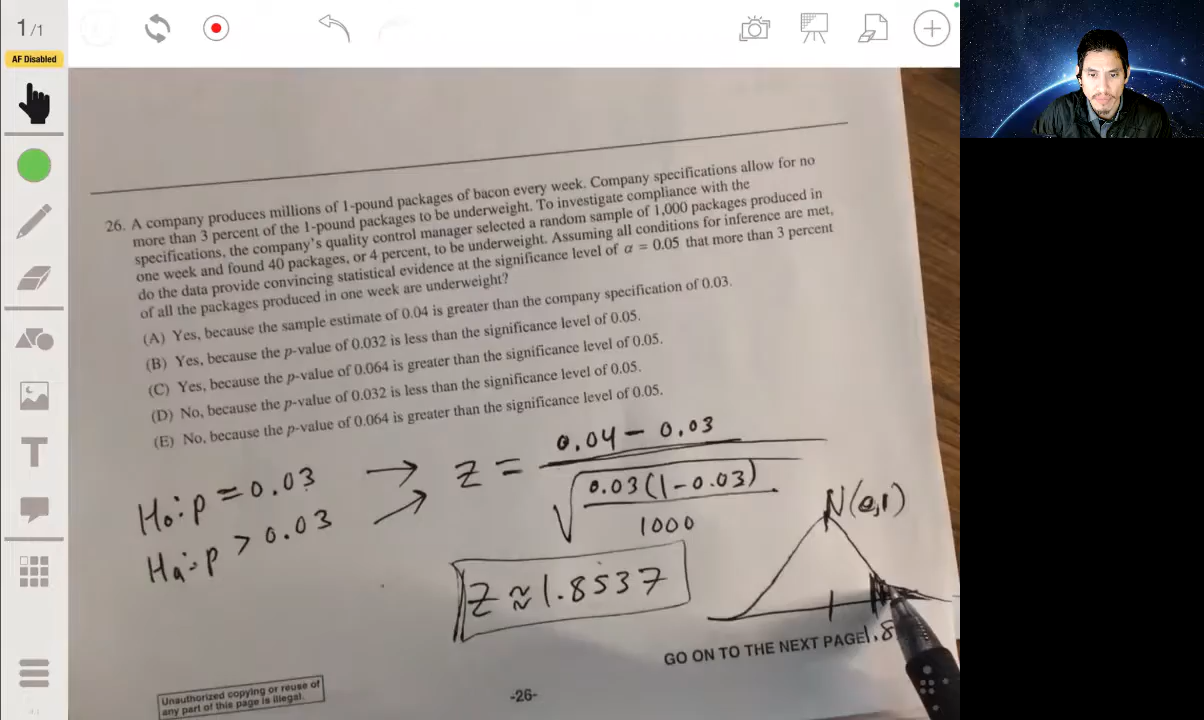 1/1
AF Disabled
26. A company produces millions of 1-pound packages of bacon every week. Company specifications allow for no
more than 3 percent of the 1-pound packages to be underweight. To investigate compliance with the
specifications, the company's quality control manager selected a random sample of 1,000 packages produced in
one week and found 40 packages, or 4 percent, to be underweight. Assuming all conditions for inference are met,
do the data provide convincing statistical evidence at the significance level of α = 0.05 that more than 3 percent
of all the packages produced in one week are underweight?
(A) Yes, because the sample estimate of 0.04 is greater than the company specification of 0.03.
(B) Yes, because the p-value of 0.032 is less than the significance level of 0.05.
(C) Yes, because the p-value of 0.064 is greater than the significance level of 0.05.
(D) No, because the p-value of 0.032 is less than the significance level of 0.05.
(E) No, because the p-value of 0.064 is greater than the significance level of 0.05.
H₀: p = 0.03
Hₐ: p > 0.03
→ z = 
0.04 − 0.03
√ 0.03(1-0.03)
1000
z ≈ 1.8537
N(0,1)
1.8
GO ON TO THE NEXT PAGE
Unauthorized copying or reuse of
any part of this page is illegal.
-26-
T